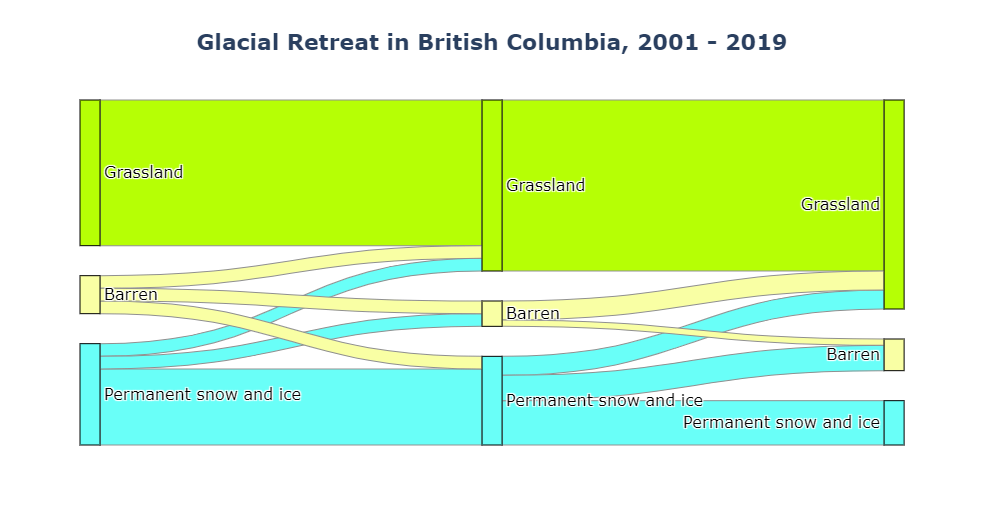 Glacial Retreat in British Columbia, 2001 - 2019
Grassland
Grassland
Grassland
Barren
Barren
Barren
Permanent snow and ice
Permanent snow and ice
Permanent snow and ice